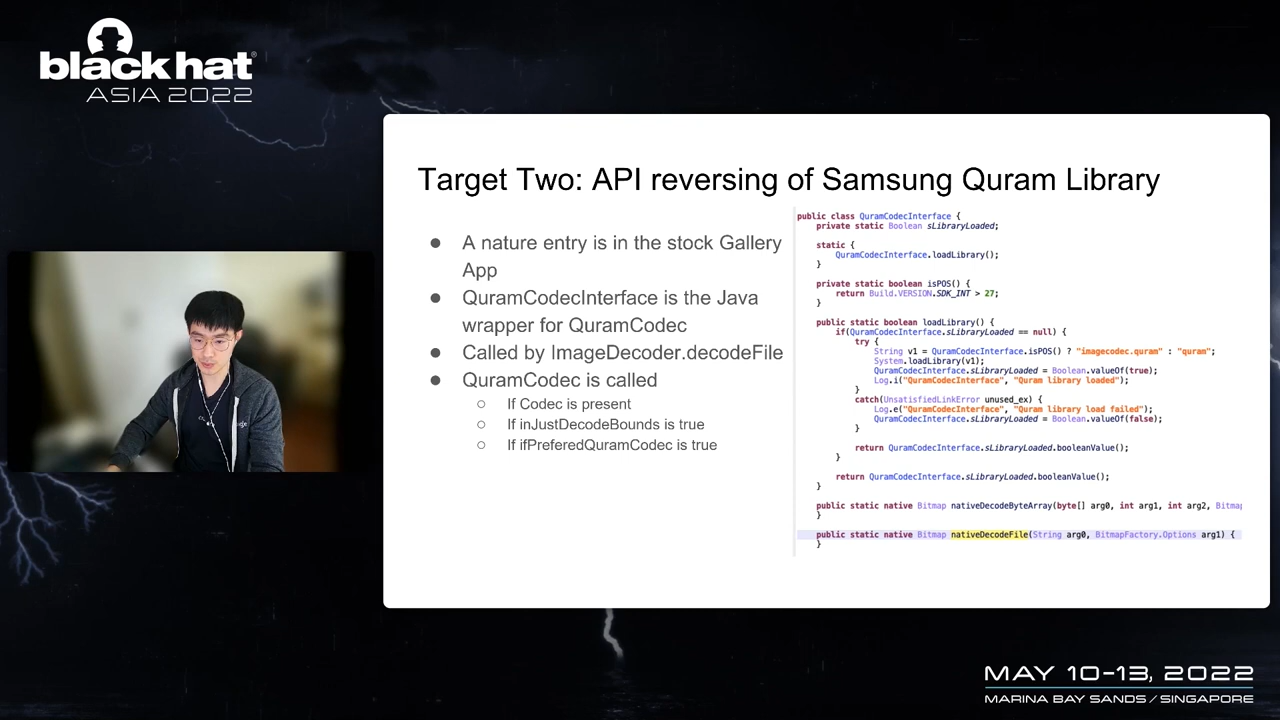 blackhat®
ASIA 2022
Target Two: API reversing of Samsung Quram Library
● A nature entry is in the stock Gallery
App
● QuramCodecInterface is the Java
wrapper for QuramCodec
● Called by ImageDecoder.decodeFile
● QuramCodec is called
○ If Codec is present
○ If inJustDecodeBounds is true
○ If ifPreferedQuramCodec is true
public class QuramCodecInterface {
private static Boolean sLibraryLoaded;
static {
QuramCodecInterface.loadLibrary();
}
private static boolean isPOS() {
return Build.VERSION.SDK_INT > 27;
}
public static boolean loadLibrary() {
if(QuramCodecInterface.sLibraryLoaded == null) {
try {
String v1 = QuramCodecInterface.isPOS() ? "imagecodec.quram" : "quram";
System.loadLibrary(v1);
QuramCodecInterface.sLibraryLoaded = Boolean.valueOf(true);
Log.i("QuramCodecInterface", "Quram library loaded");
}
catch(UnsatisfiedLinkError unused_ex) {
Log.e("QuramCodecInterface", "Quram library load failed");
QuramCodecInterface.sLibraryLoaded = Boolean.valueOf(false);
}
return QuramCodecInterface.sLibraryLoaded.booleanValue();
}
return QuramCodecInterface.sLibraryLoaded.booleanValue();
}
public static native Bitmap nativeDecodeByteArray(byte[] arg0, int arg1, int arg2, Bitmap
}
public static native Bitmap nativeDecodeFile(String arg0, BitmapFactory.Options arg1) {
}
MAY 10-13, 2022
MARINA BAY SANDS / SINGAPORE